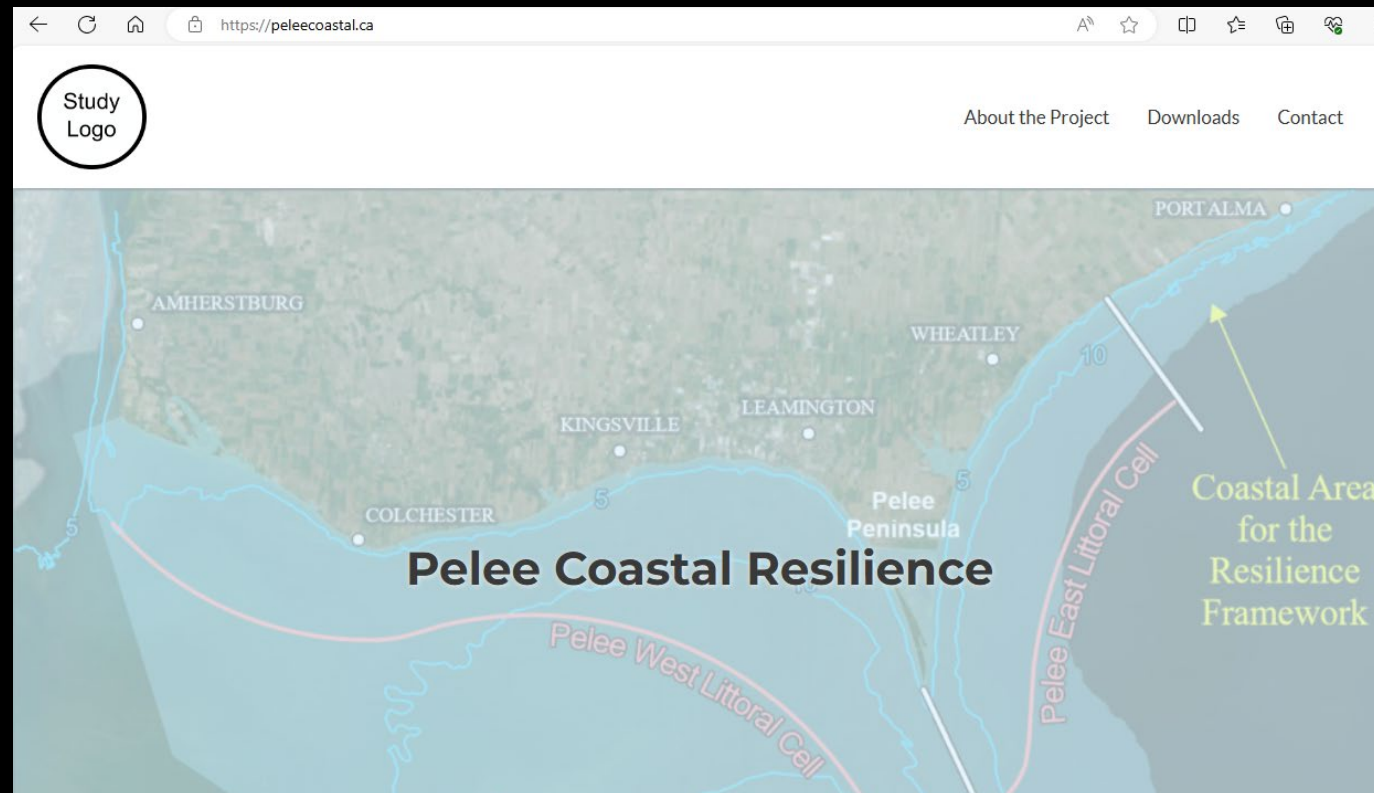 https://peleecoastal.ca
Study
Logo
About the Project
Downloads
Contact
PORT ALMA
AMHERSTBURG
WHEATLEY
10
LEAMINGTON
KINGSVILLE
5
5
Pelee
Peninsula
COLCHESTER
5
Coastal Area
for the
Resilience
Framework
Pelee Coastal Resilience
Pelee West Littoral Cell
Pelee East Littoral Cell